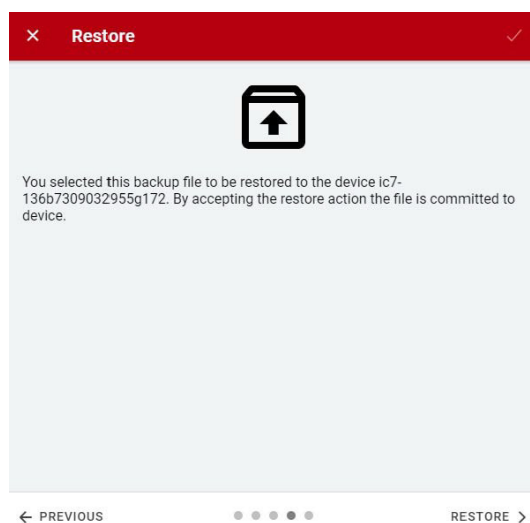 Restore
You selected this backup file to be restored to the device ic7-
136b7309032955g172. By accepting the restore action the file is committed to
device.
PREVIOUS
RESTORE